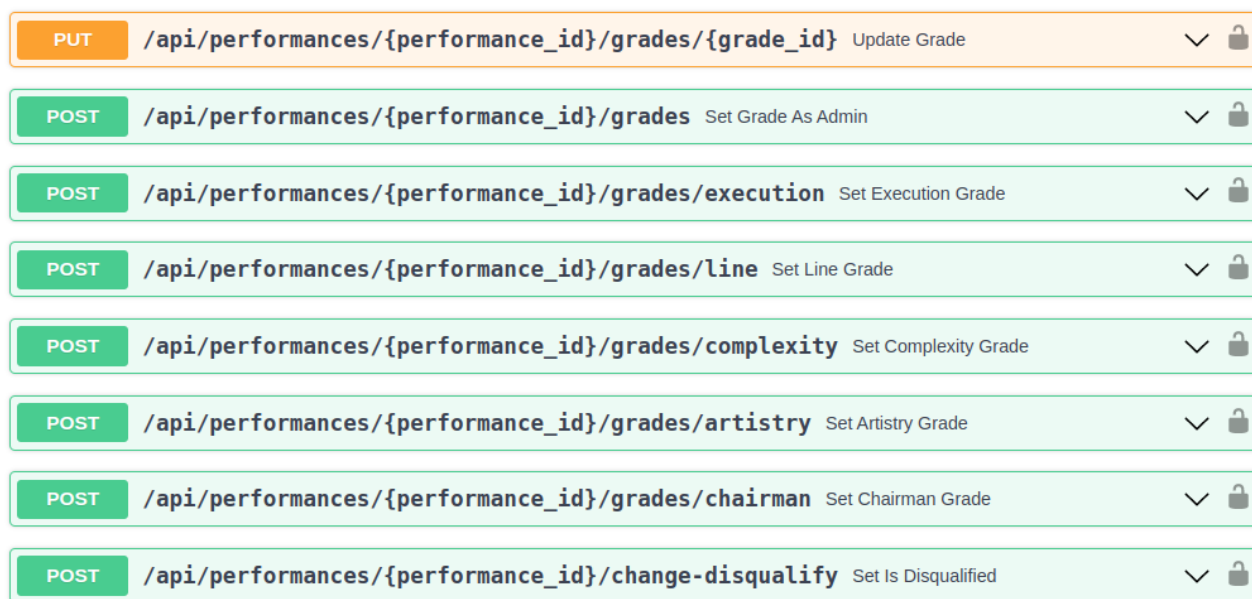 PUT /api/performances/{performance_id}/grades/{grade_id} Update Grade
POST /api/performances/{performance_id}/grades Set Grade As Admin
POST /api/performances/{performance_id}/grades/execution Set Execution Grade
POST /api/performances/{performance_id}/grades/line Set Line Grade
POST /api/performances/{performance_id}/grades/complexity Set Complexity Grade
POST /api/performances/{performance_id}/grades/artistry Set Artistry Grade
POST /api/performances/{performance_id}/grades/chairman Set Chairman Grade
POST /api/performances/{performance_id}/change-disqualify Set Is Disqualified